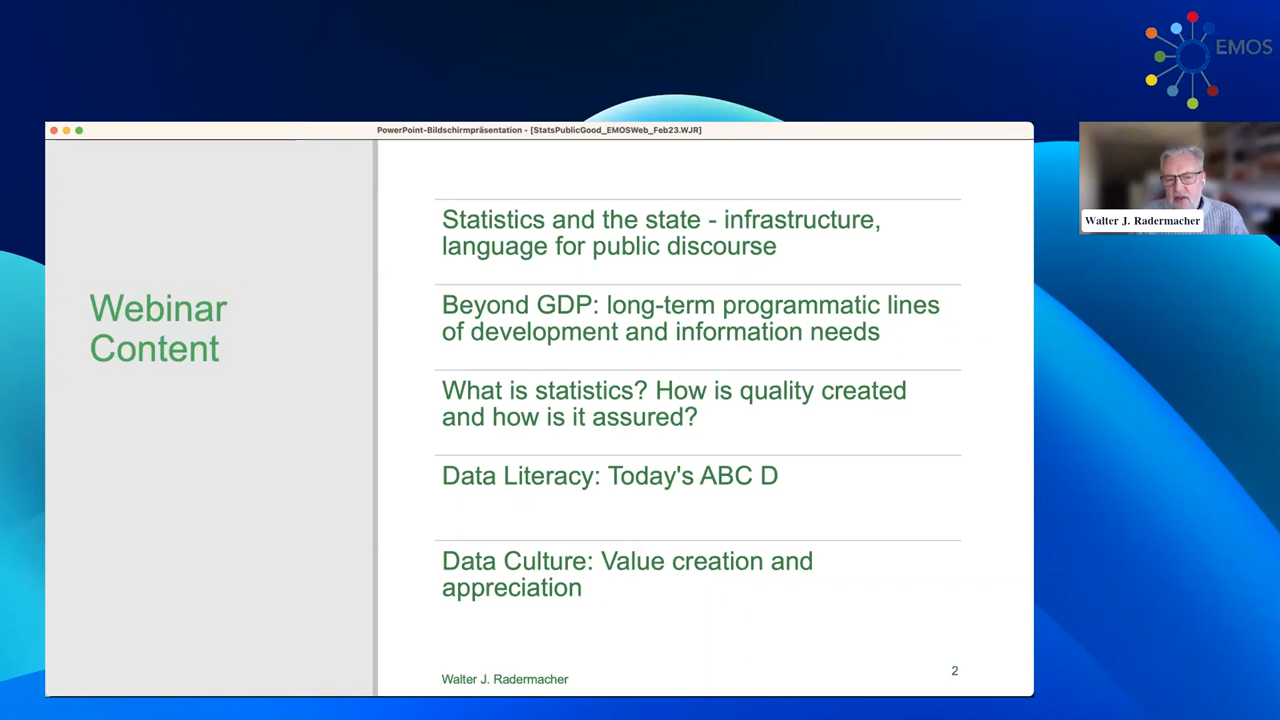 EMOS
PowerPoint-Bildschirmpräsentation - [StatsPublicGood_EMOSWeb_Feb23.WJR]
Walter J. Radermacher
Webinar
Content
Statistics and the state - infrastructure,
language for public discourse
Beyond GDP: long-term programmatic lines
of development and information needs
What is statistics? How is quality created
and how is it assured?
Data Literacy: Today's ABC D
Data Culture: Value creation and
appreciation
Walter J. Radermacher
2